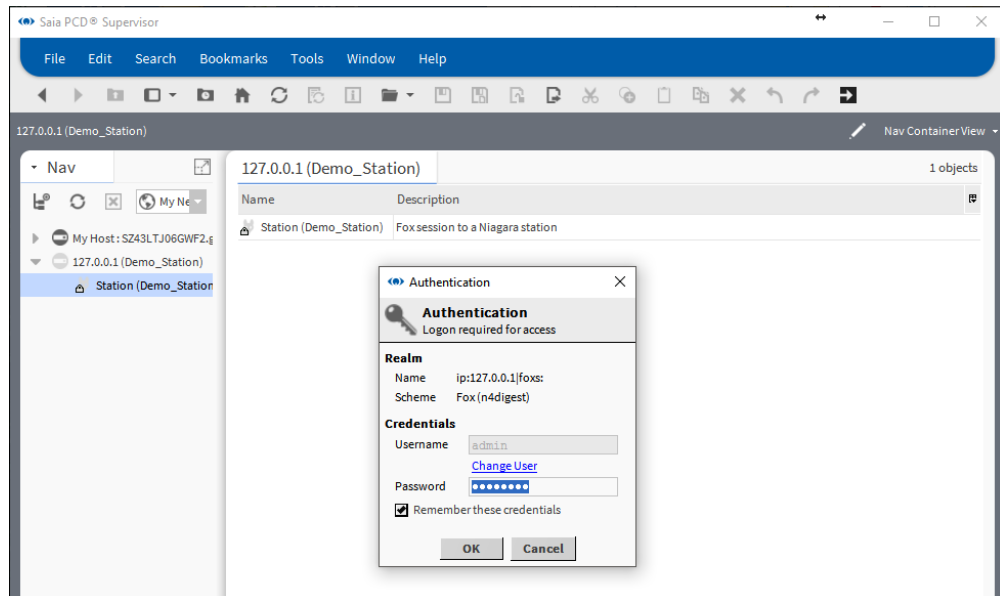 Saia PCD® Supervisor
File Edit Search Bookmarks Tools Window Help
127.0.0.1 (Demo_Station) Nav Container View
Nav
My Ne
My Host : SZ43LTJ06GWF2.g
127.0.0.1 (Demo_Station)
Station (Demo_Station
127.0.0.1 (Demo_Station) 1 objects
Name Description
Station (Demo_Station) Fox session to a Niagara station
Authentication
Authentication
Logon required for access
Realm
Name ip:127.0.0.1|foxs:
Scheme Fox (n4digest)
Credentials
Username admin
Change User
Password ••••••••
Remember these credentials
OK Cancel